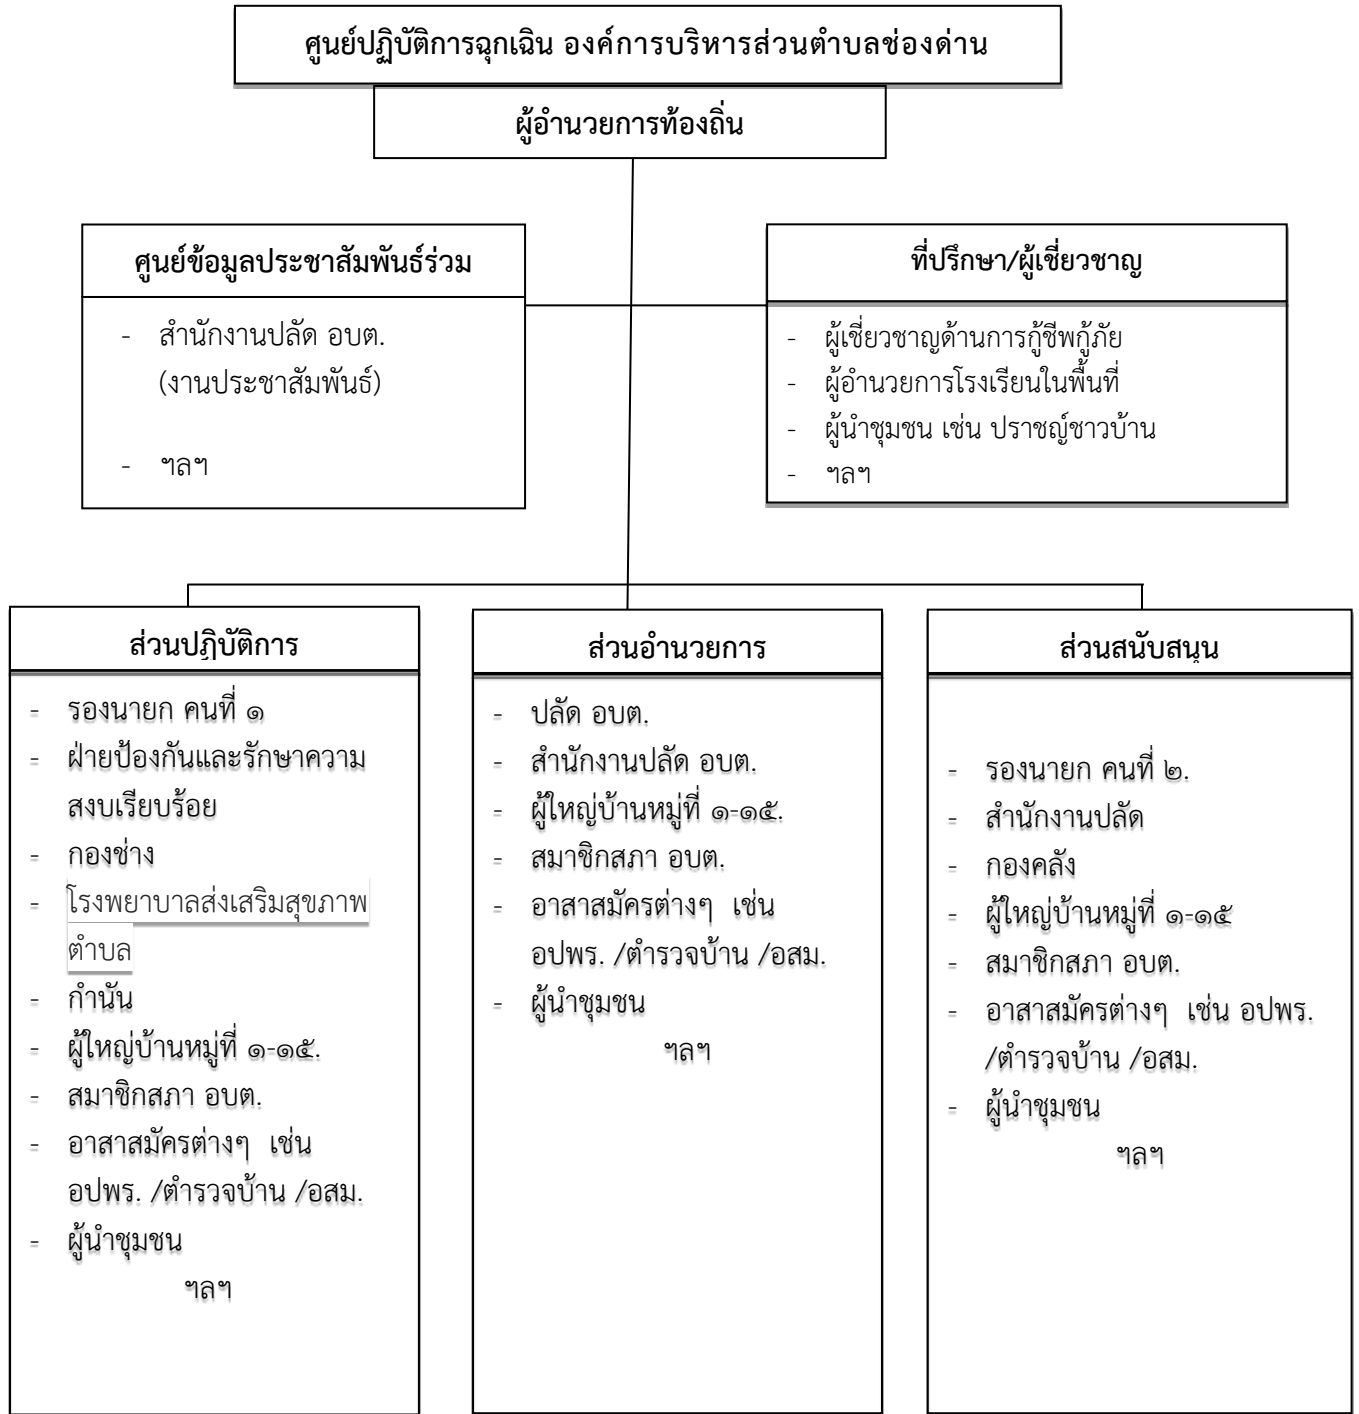 ศูนย์ปฏิบัติการฉุกเฉิน องค์การบริหารส่วนตำบลช่องด่าน
ผู้อำนวยการท้องถิ่น
ศูนย์ข้อมูลประชาสัมพันธ์ร่วม
- สำนักงานปลัด อบต.
(งานประชาสัมพันธ์)
- ฯลฯ
ที่ปรึกษา/ผู้เชี่ยวชาญ
- ผู้เชี่ยวชาญด้านการกู้ชีพกู้ภัย
- ผู้อำนวยการโรงเรียนในพื้นที่
- ผู้นำชุมชน เช่น ปราชญ์ชาวบ้าน
- ฯลฯ
ส่วนปฏิบัติการ
- รองนายก คนที่ ๑
- ฝ่ายป้องกันและรักษาความ
สงบเรียบร้อย
- กองช่าง
- โรงพยาบาลส่งเสริมสุขภาพ
ตำบล
- กำนัน
- ผู้ใหญ่บ้านหมู่ที่ ๑-๑๕.
- สมาชิกสภา อบต.
- อาสาสมัครต่างๆ เช่น
อปพร. /ตำรวจบ้าน /อสม.
- ผู้นำชุมชน
ฯลฯ
ส่วนอำนวยการ
- ปลัด อบต.
- สำนักงานปลัด อบต.
- ผู้ใหญ่บ้านหมู่ที่ ๑-๑๕.
- สมาชิกสภา อบต.
- อาสาสมัครต่างๆ เช่น
อปพร. /ตำรวจบ้าน /อสม.
- ผู้นำชุมชน
ฯลฯ
ส่วนสนับสนุน
- รองนายก คนที่ ๒.
- สำนักงานปลัด
- กองคลัง
- ผู้ใหญ่บ้านหมู่ที่ ๑-๑๕
- สมาชิกสภา อบต.
- อาสาสมัครต่างๆ เช่น อปพร.
/ตำรวจบ้าน /อสม.
- ผู้นำชุมชน
ฯลฯ